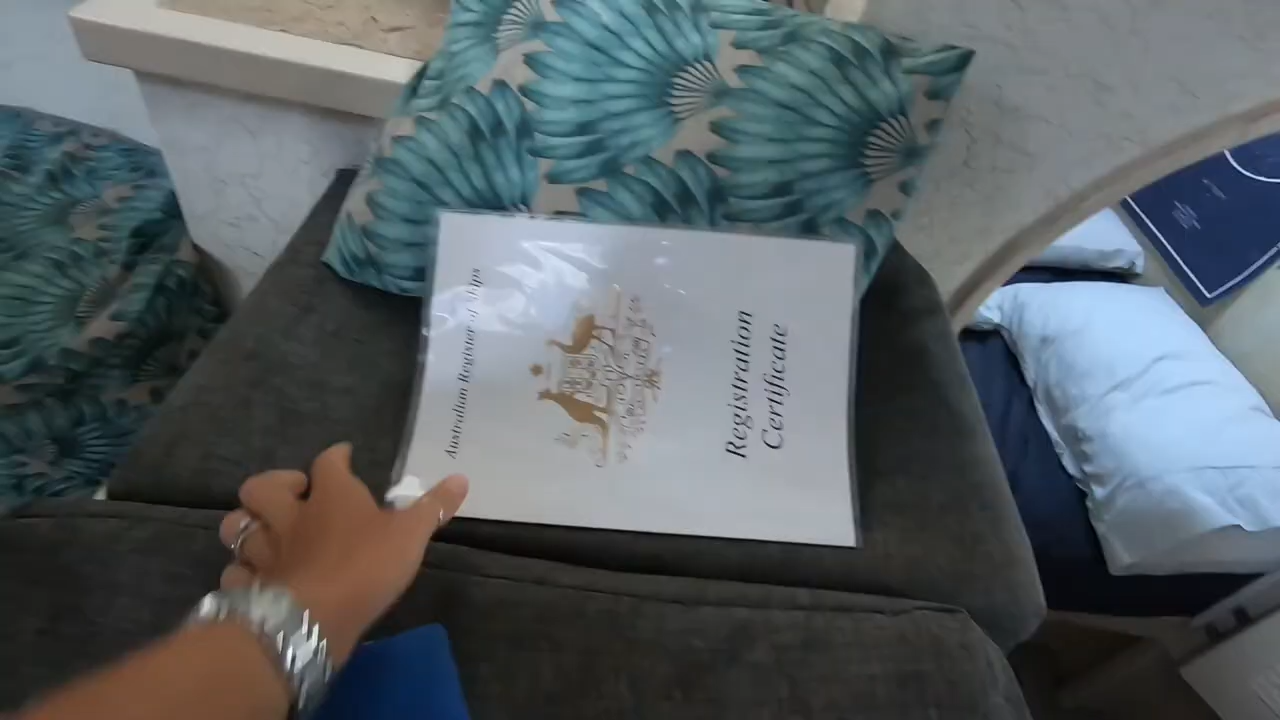 Australian Register of Ships
Registration
Certificate